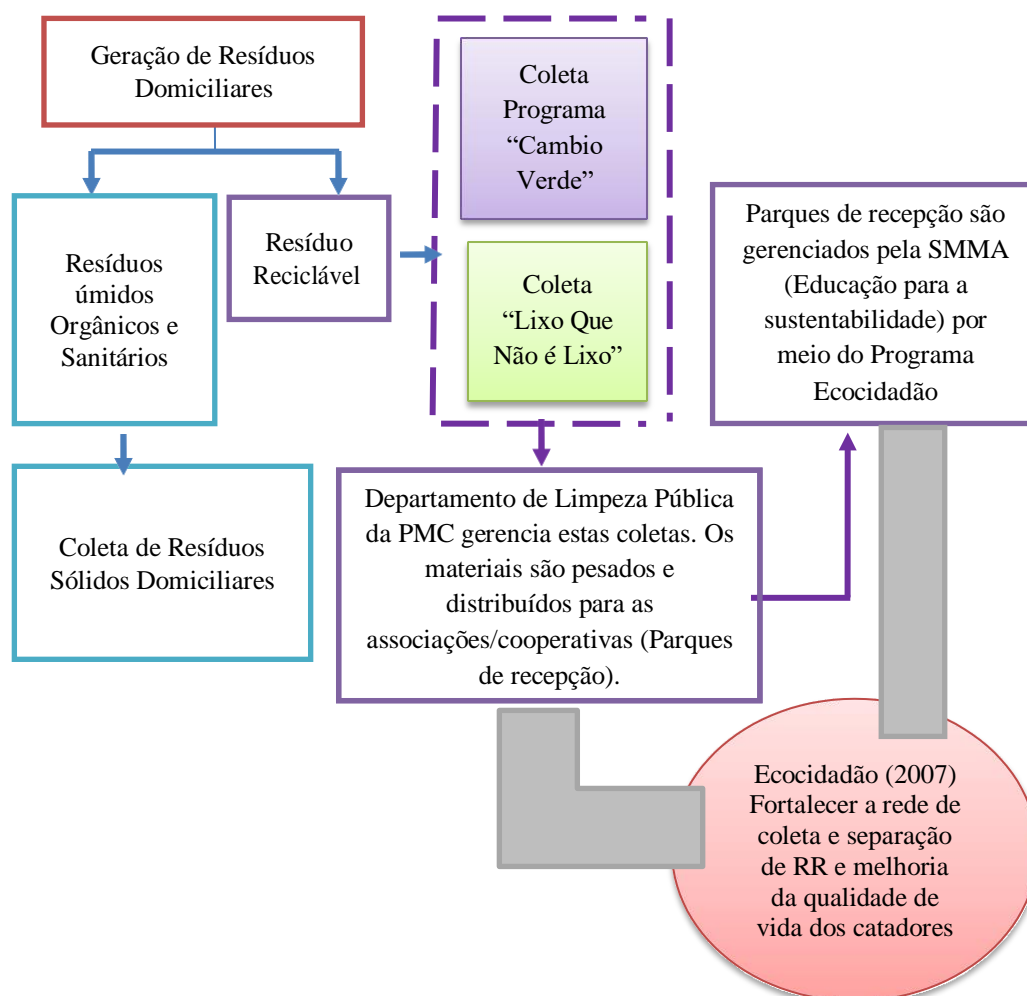 Geração de Resíduos
Domiciliares
Coleta
Programa
“Cambio
Verde”
Resíduos
úmidos
Orgânicos e
Sanitários
Resíduo
Reciclável
Coleta
“Lixo Que
Não é Lixo”
Parques de recepção são
gerenciados pela SMMA
(Educação para a
sustentabilidade) por
meio do Programa
Ecocidadão
Coleta de Resíduos
Sólidos Domiciliares
Departamento de Limpeza Pública
da PMC gerencia estas coletas. Os
materiais são pesados e
distribuídos para as
associações/cooperativas (Parques
de recepção).
Ecocidadão (2007)
Fortalecer a rede de
coleta e separação
de RR e melhoria
da qualidade de
vida dos catadores